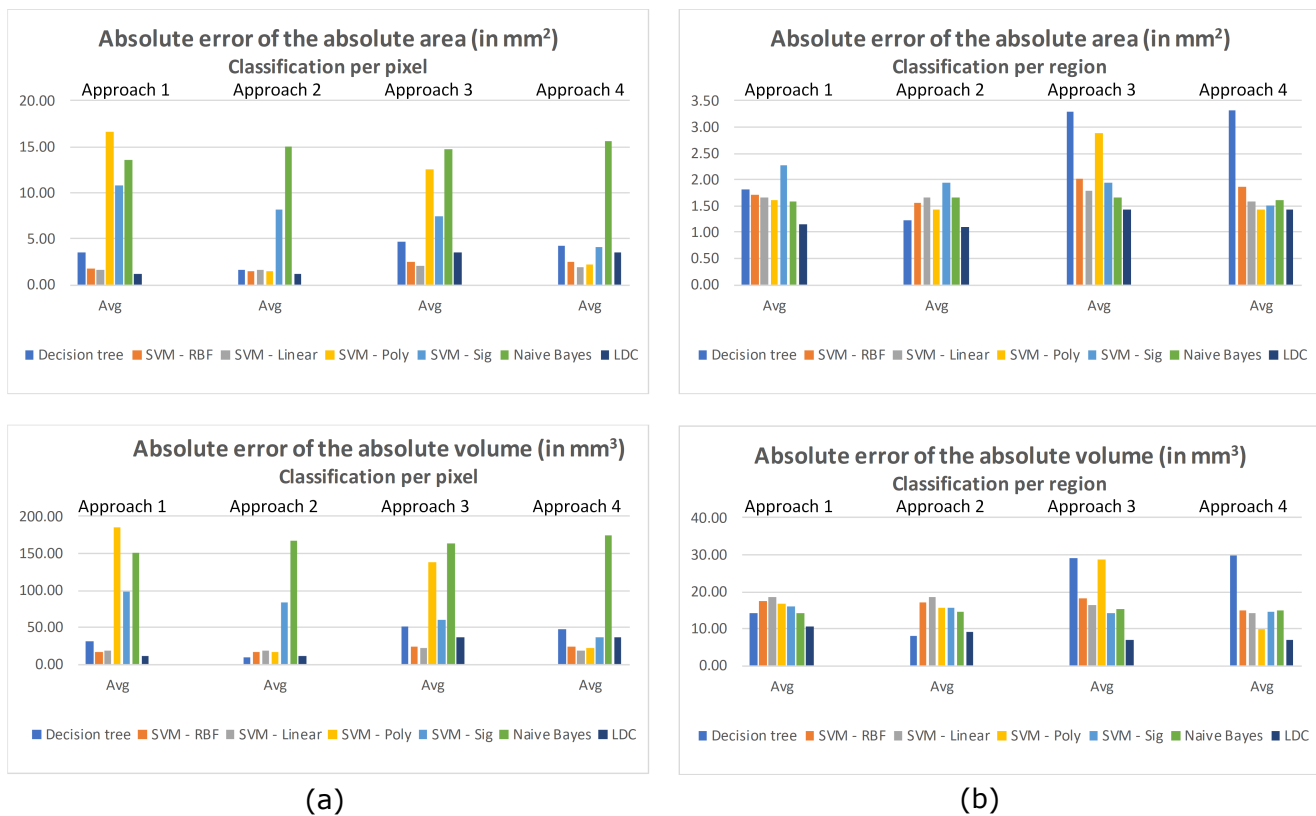 Absolute error of the absolute area (in mm²)
Classification per pixel
Approach 1 Approach 2 Approach 3 Approach 4
20.00
15.00
10.00
5.00
0.00
Avg Avg Avg Avg
Decision tree SVM - RBF SVM - Linear SVM - Poly SVM - Sig Naive Bayes LDC
Absolute error of the absolute area (in mm²)
Classification per region
Approach 1 Approach 2 Approach 3 Approach 4
3.50
3.00
2.50
2.00
1.50
1.00
0.50
0.00
Avg Avg Avg Avg
Decision tree SVM - RBF SVM - Linear SVM - Poly SVM - Sig Naive Bayes LDC
Absolute error of the absolute volume (in mm³)
Classification per pixel
Approach 1 Approach 2 Approach 3 Approach 4
200.00
150.00
100.00
50.00
0.00
Avg Avg Avg Avg
Decision tree SVM - RBF SVM - Linear SVM - Poly SVM - Sig Naive Bayes LDC
Absolute error of the absolute volume (in mm³)
Classification per region
Approach 1 Approach 2 Approach 3 Approach 4
40.00
30.00
20.00
10.00
0.00
Avg Avg Avg Avg
Decision tree SVM - RBF SVM - Linear SVM - Poly SVM - Sig Naive Bayes LDC
(a) (b)